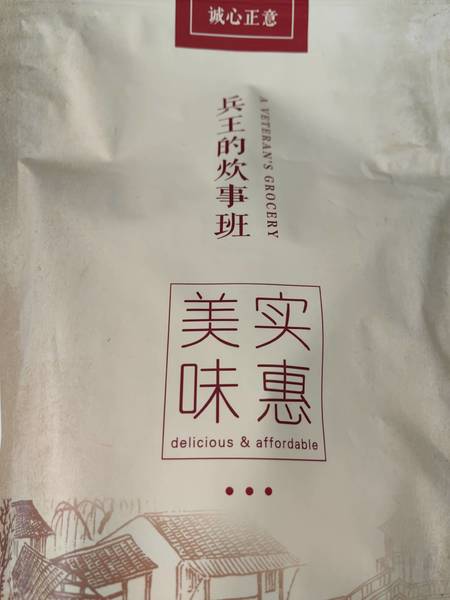 诚心正意
兵王的炊事班
A VETERAN'S GROCERY
美味
实惠
delicious & affordable